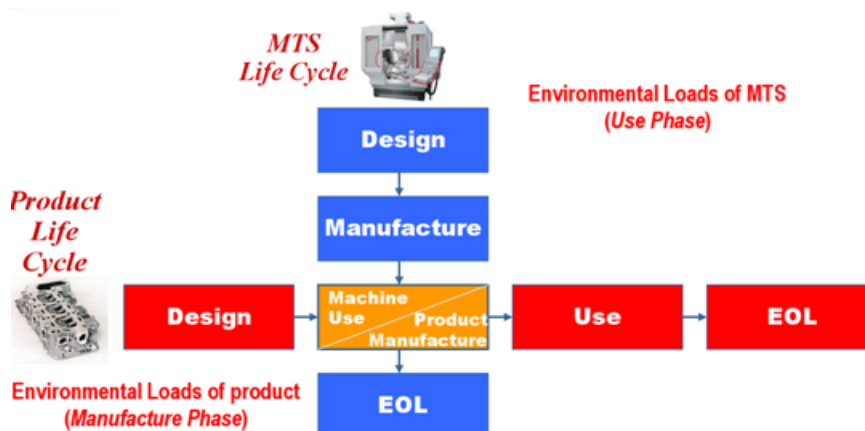 MTS
Life Cycle
Environmental Loads of MTS
(Use Phase)
Design
Product
Life
Cycle
Manufacture
Design
Machine
Use
Product
Manufacture
Use
EOL
Environmental Loads of product
(Manufacture Phase)
EOL